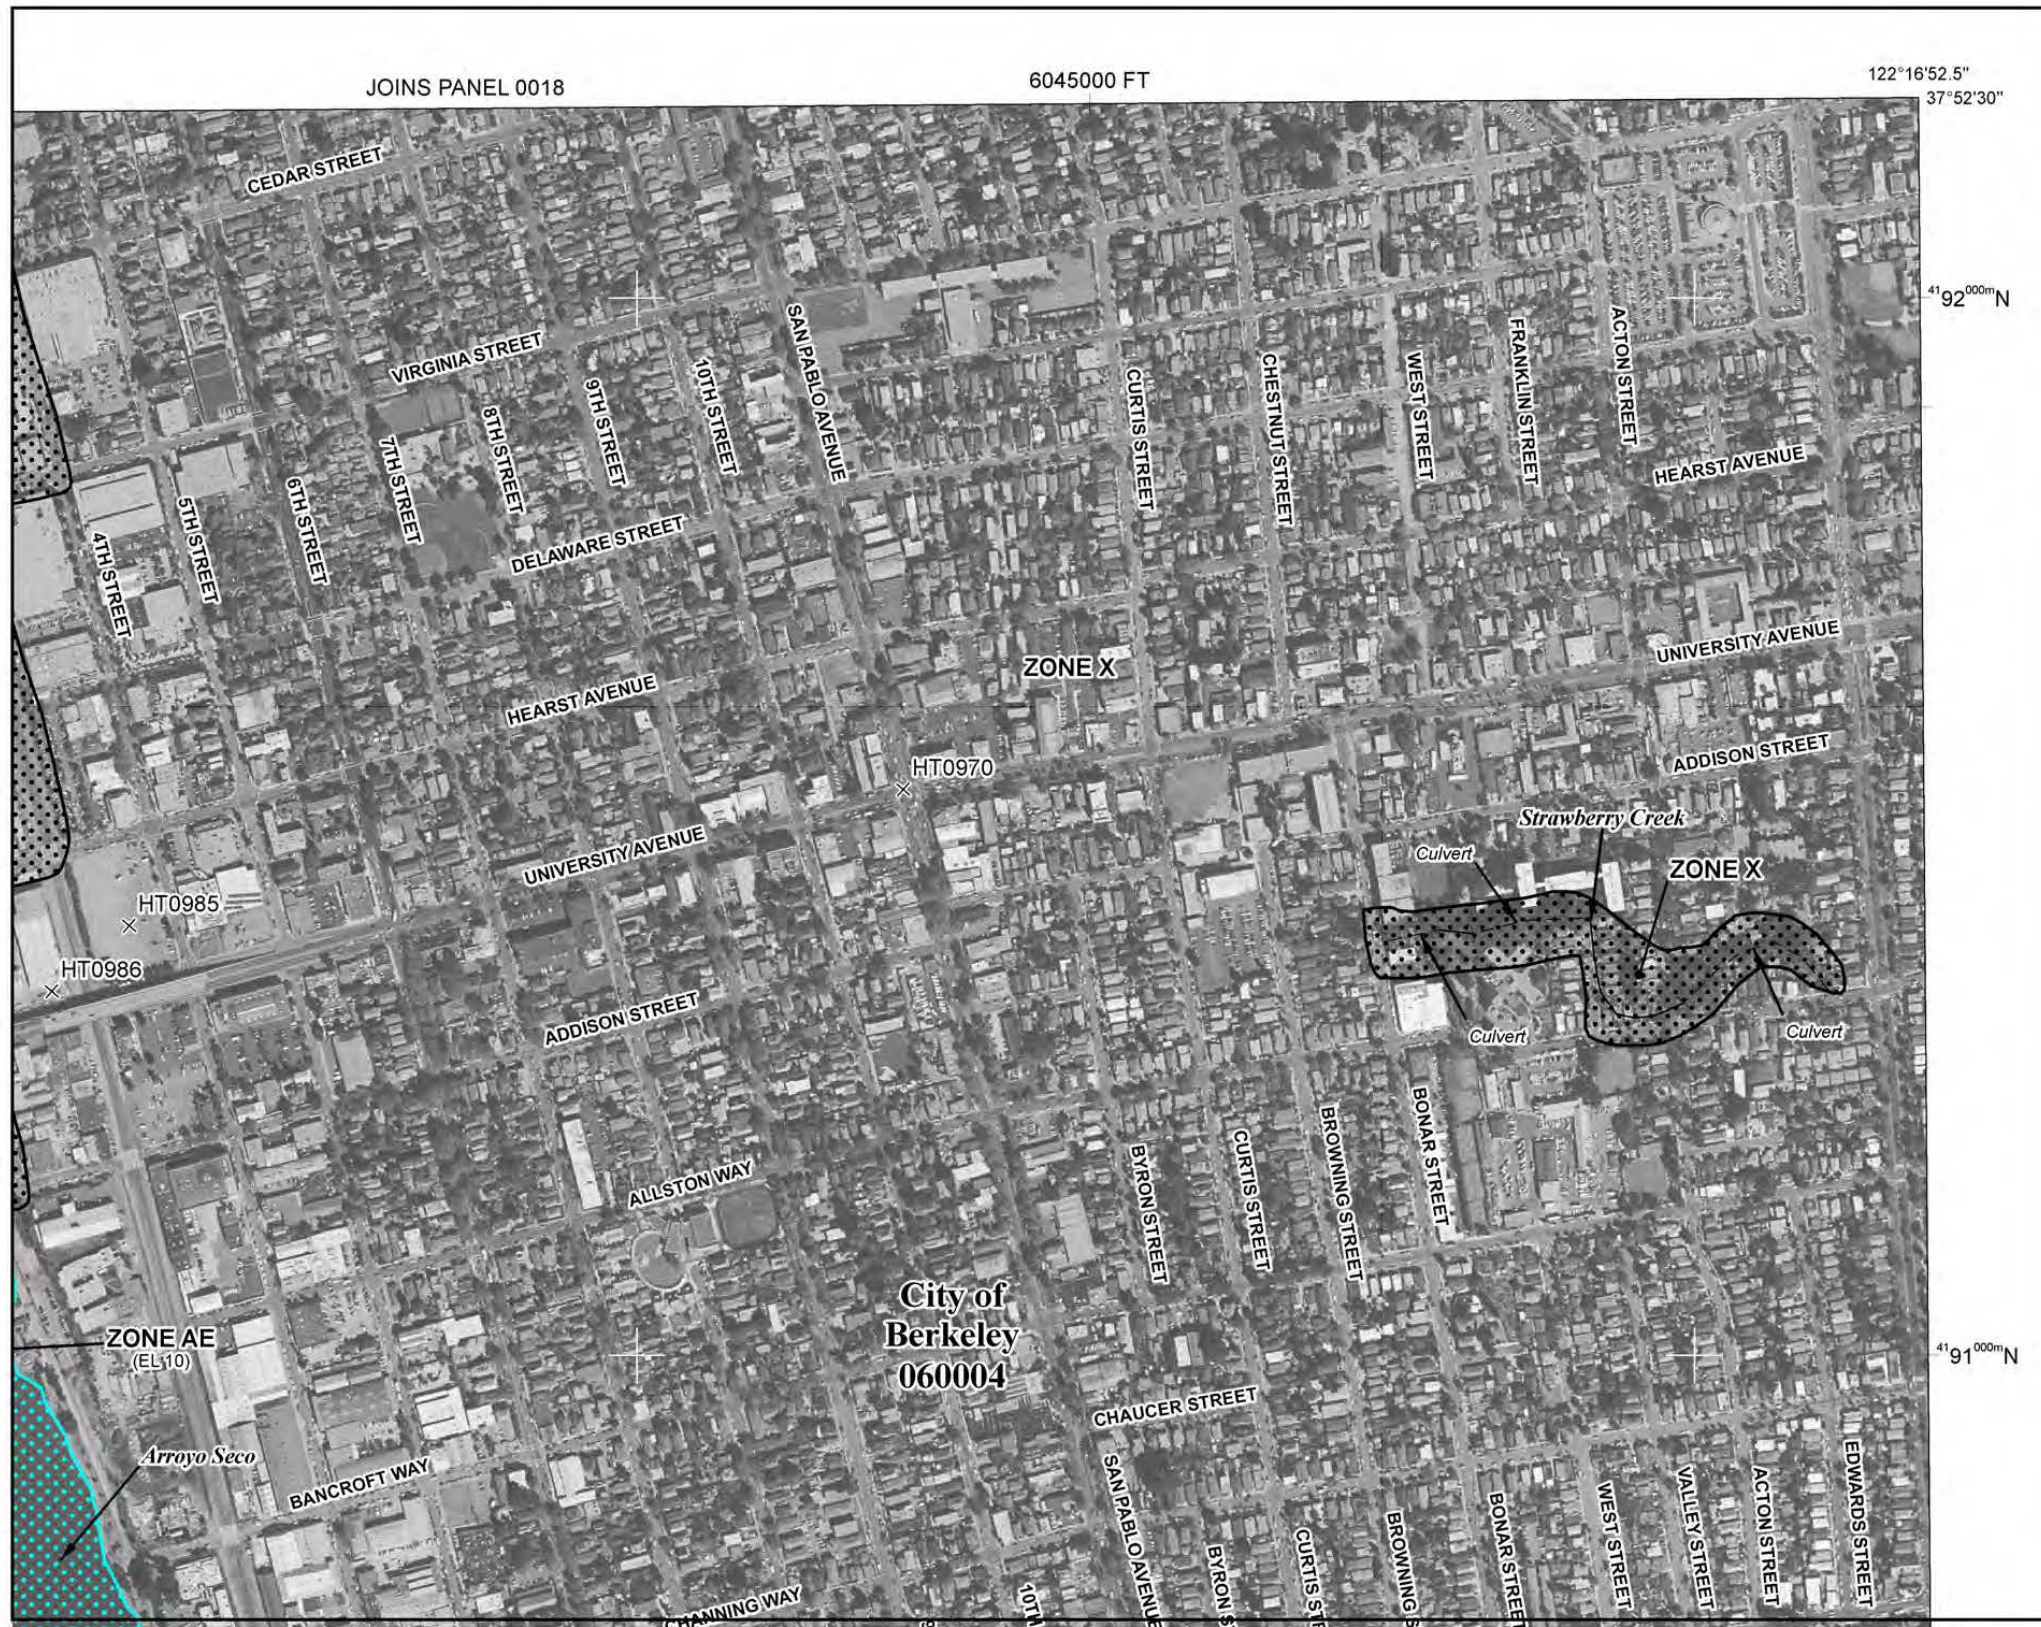 JOINS PANEL 0018
6045000 FT
122°16'52.5"
37°52'30"
CEDAR STREET
4192000mN
VIRGINIA STREET
SAN PABLO AVENUE
ACTON STREET
FRANKLIN STREET
WEST STREET
CHESTNUT STREET
CURTIS STREET
10TH STREET
9TH STREET
8TH STREET
7TH STREET
6TH STREET
5TH STREET
4TH STREET
HEARST AVENUE
DELAWARE STREET
UNIVERSITY AVENUE
ZONE X
HEARST AVENUE
ADDISON STREET
HT0970
Strawberry Creek
UNIVERSITY AVENUE
Culvert
ZONE X
HT0985
HT0986
ADDISON STREET
Culvert
Culvert
BONAR STREET
BROWNING STREET
CURTIS STREET
BYRON STREET
ALLSTON WAY
City of
Berkeley
060004
ZONE AE
(EL 10)
4191000mN
CHAUCER STREET
Arroyo Seco
BANCROFT WAY
SAN PABLO AVENUE
EDWARDS STREET
ACTON STREET
VALLEY STREET
WEST STREET
BONAR STREET
BROWNING S
CURTIS STR
BYRON S
10TH
CHANNING WAY